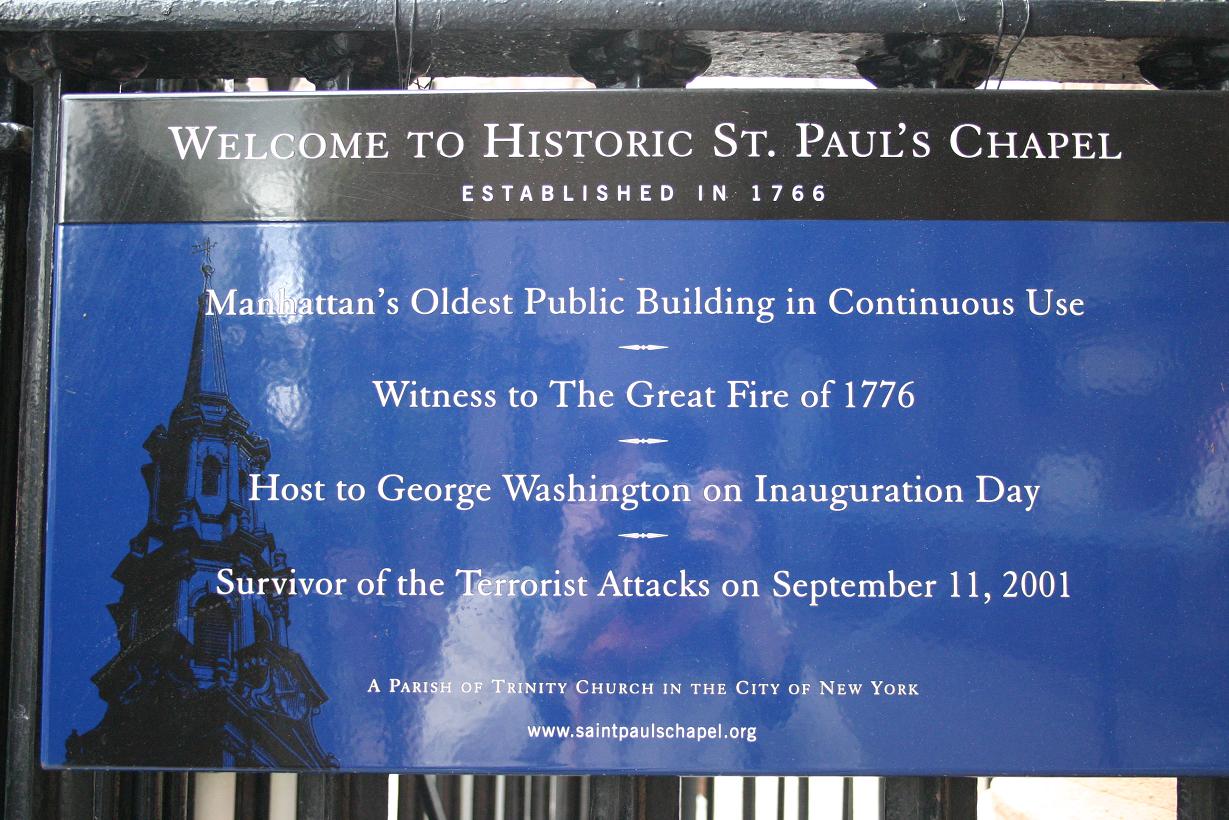 Welcome to Historic St. Paul's Chapel
ESTABLISHED IN 1766
Manhattan's Oldest Public Building in Continuous Use
Witness to The Great Fire of 1776
Host to George Washington on Inauguration Day
Survivor of the Terrorist Attacks on September 11, 2001
A Parish of Trinity Church in the City of New York
www.saintpaulschapel.org